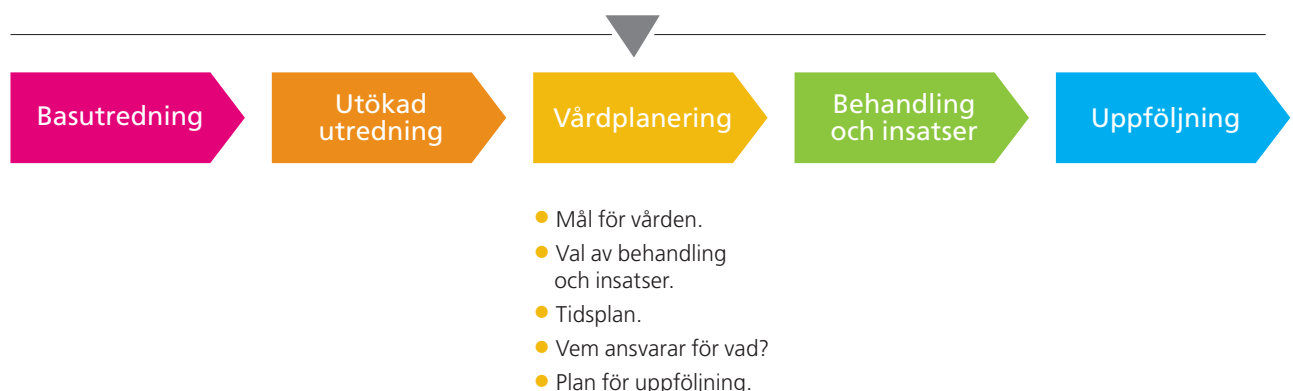 Basutredning
Utökad
utredning
Vårdplanering
Behandling
och insatser
Uppföljning
• Mål för vården.
• Val av behandling
och insatser.
• Tidsplan.
• Vem ansvarar för vad?
• Plan för uppföljning.